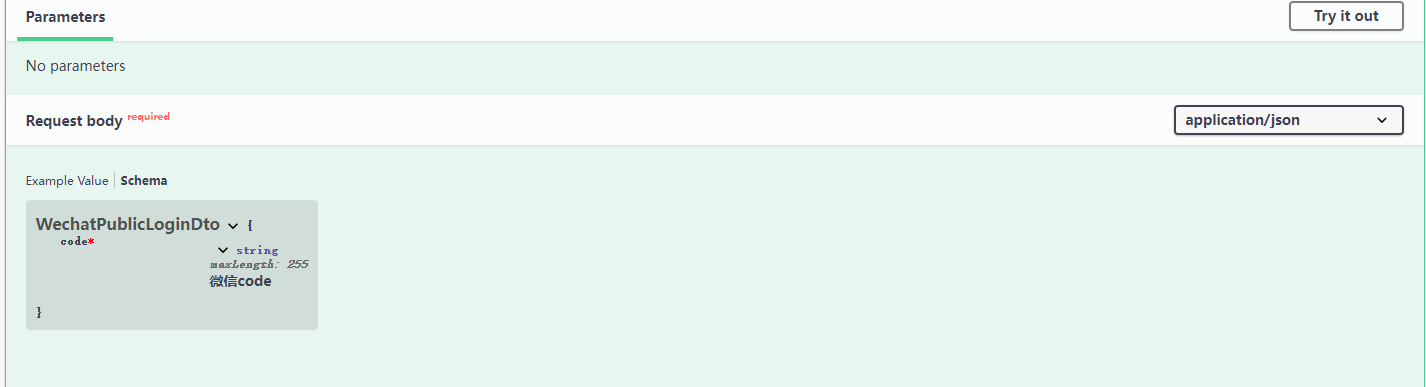 Parameters
Try it out
No parameters
Request body required
application/json
Example Value Schema
WechatPublicLoginDto {
code*
string
maxLength: 255
微信code
}